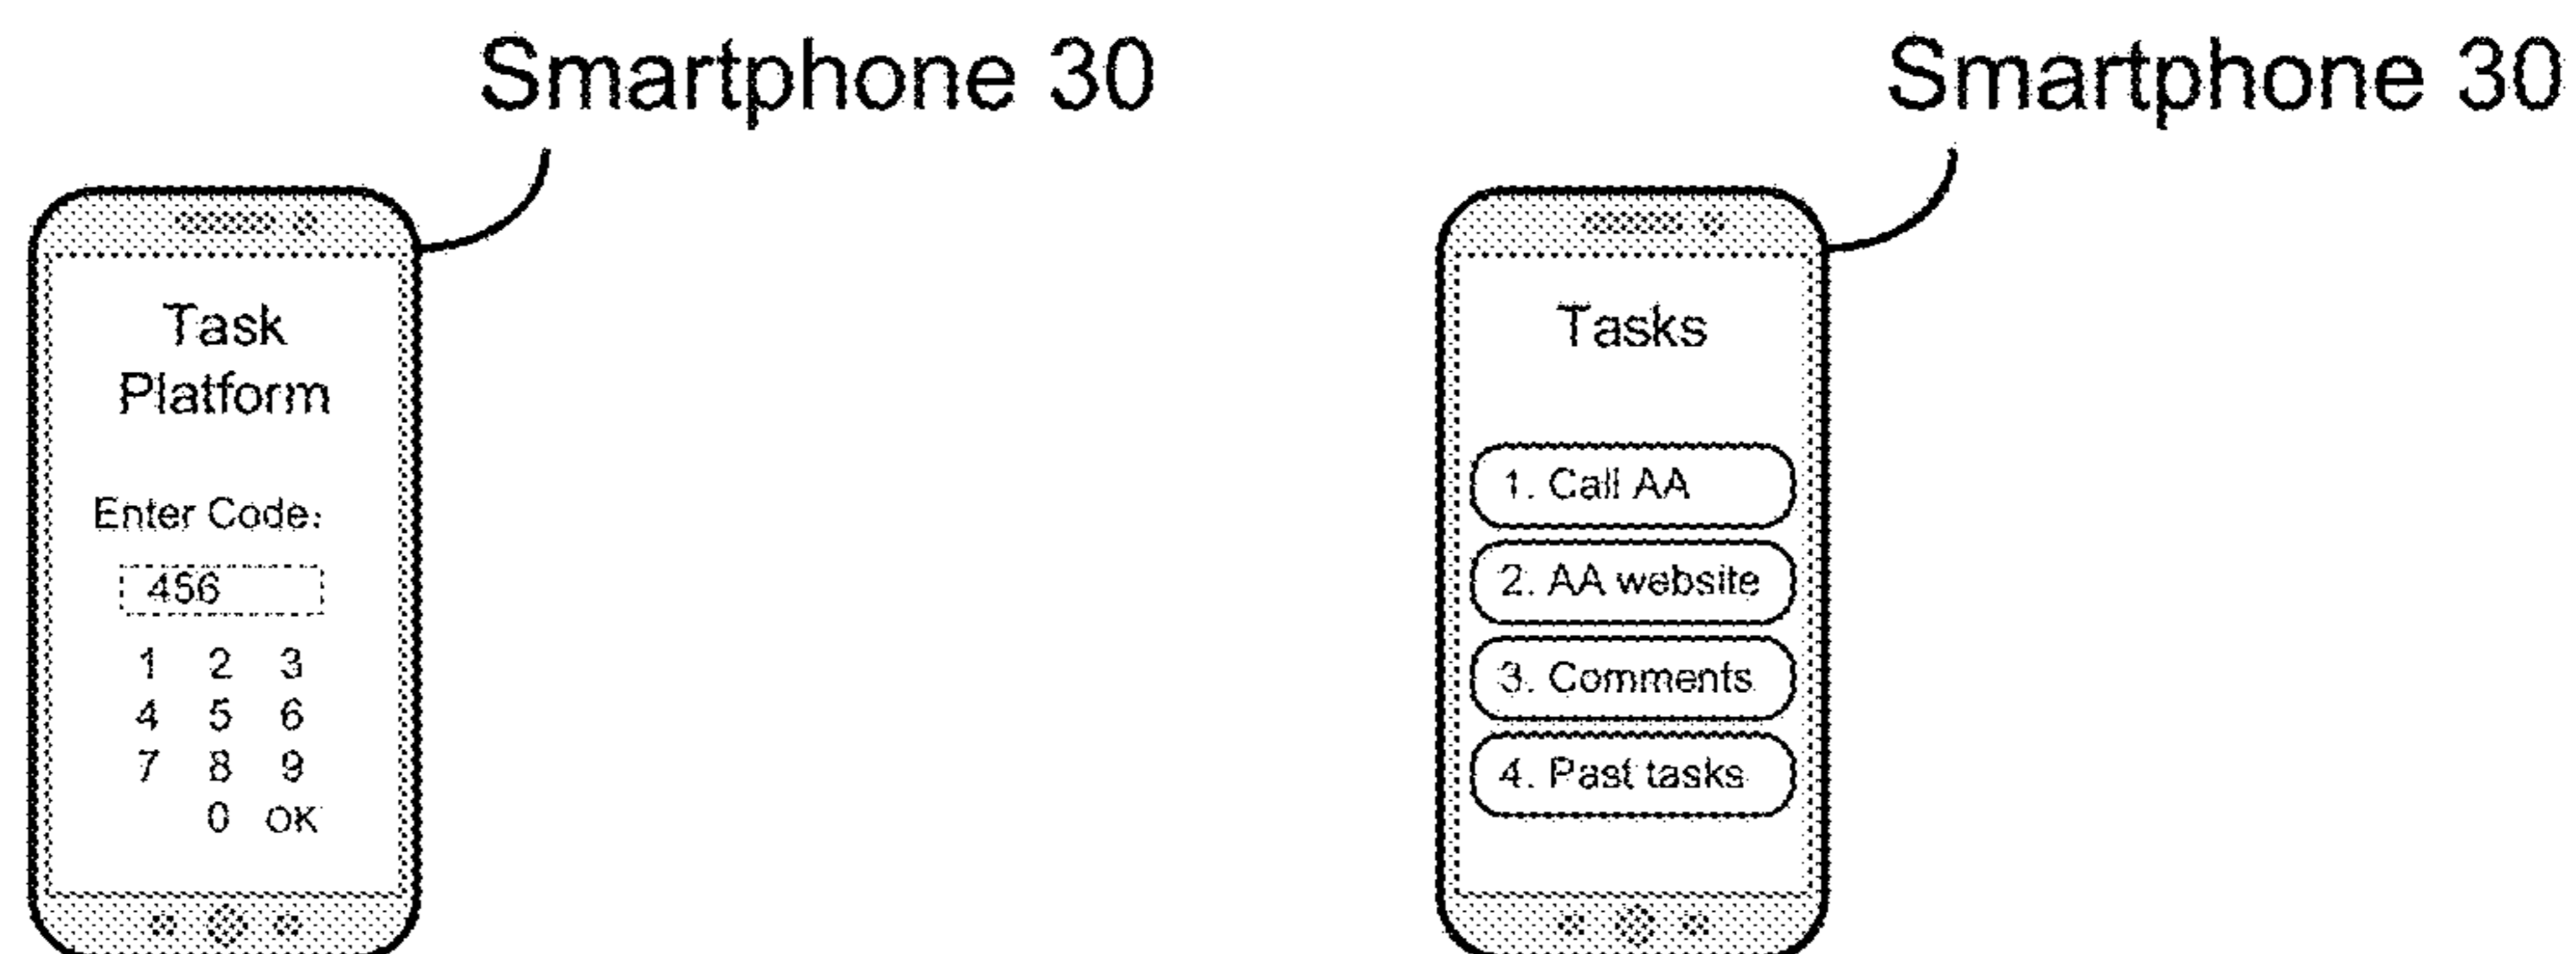 Smartphone 30
Task
Platform
Enter Code:
456
1 2 3
4 5 6
7 8 9
0 OK
Smartphone 30
Tasks
1. Call AA
2. AA website
3. Comments
4. Past tasks